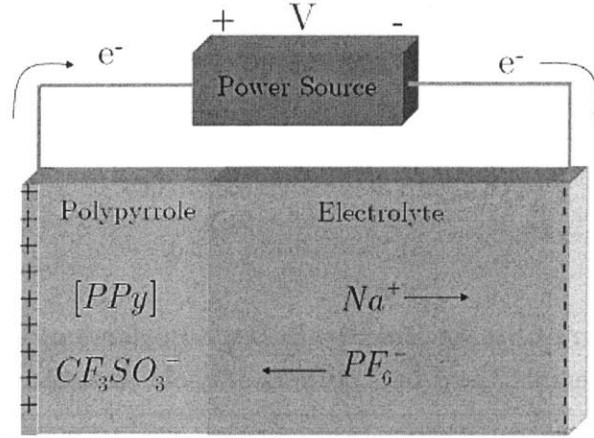 + V -
e⁻ e⁻
Power Source
Polypyrrole Electrolyte
[PPy] Na⁺
CF₃SO₃⁻ PF₆⁻